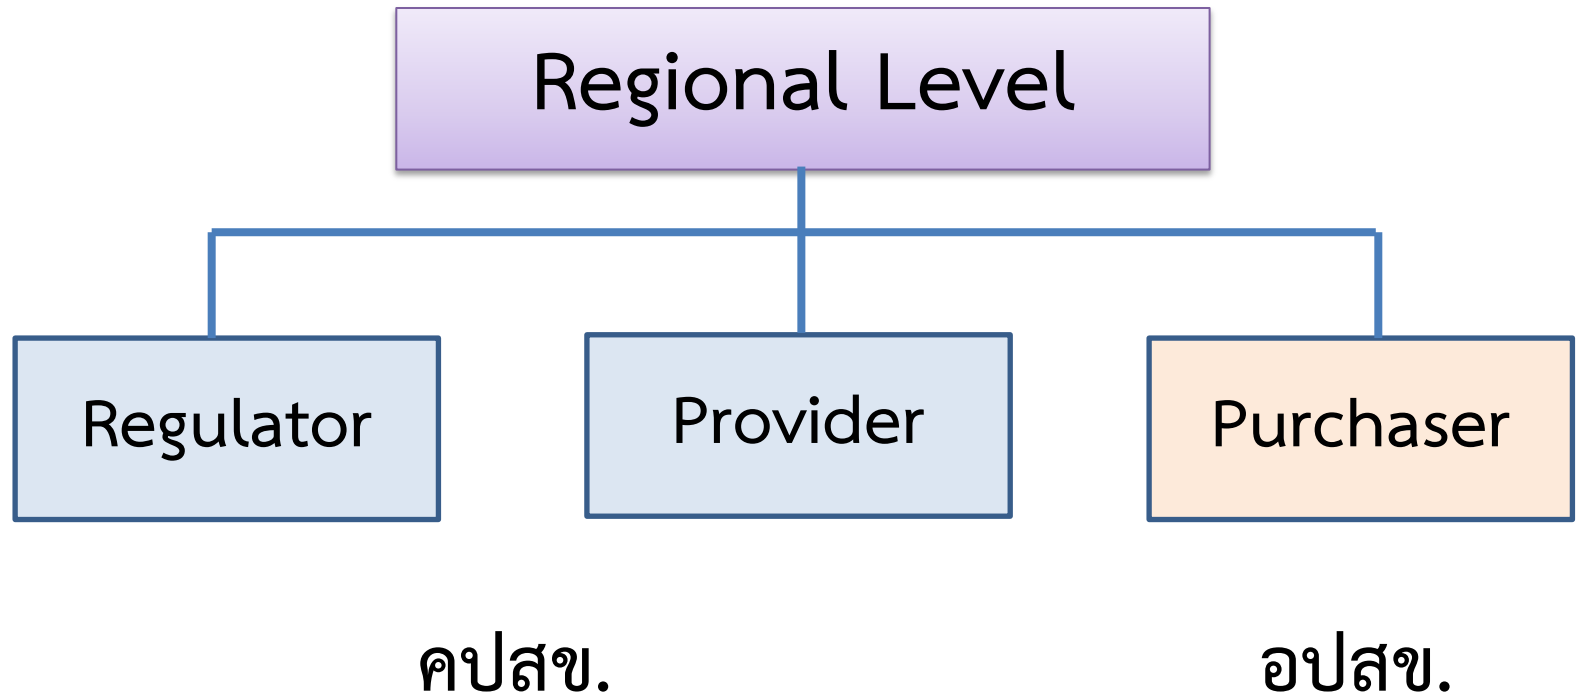 Regional Level
Regulator
Provider
Purchaser
คปสข.
อปสข.